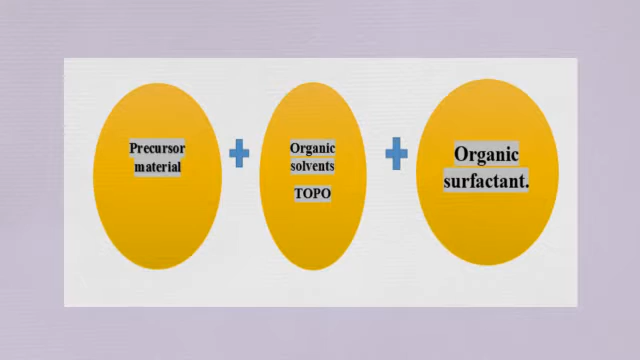 Precursor
material
Organic
solvents
TOPO
Organic
surfactant.